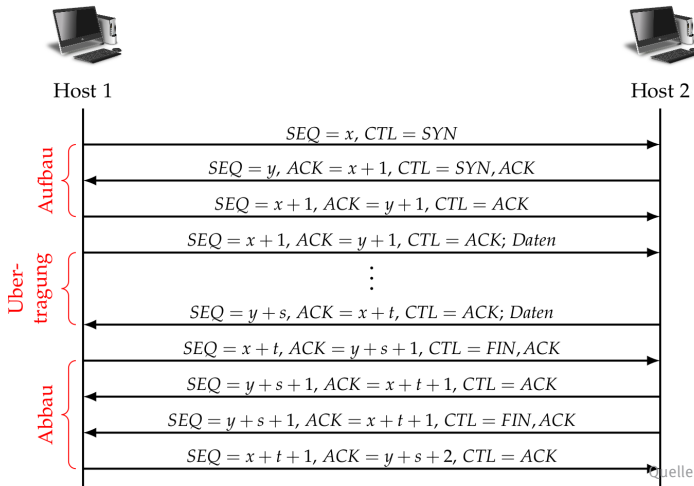 Host 1
Host 2
SEQ = x, CTL = SYN
SEQ = y, ACK = x + 1, CTL = SYN, ACK
SEQ = x + 1, ACK = y + 1, CTL = ACK
Aufbau
SEQ = x + 1, ACK = y + 1, CTL = ACK; Daten
⋮
SEQ = y + s, ACK = x + t, CTL = ACK; Daten
Uber-
tragung
SEQ = x + t, ACK = y + s + 1, CTL = FIN, ACK
SEQ = y + s + 1, ACK = x + t + 1, CTL = ACK
SEQ = y + s + 1, ACK = x + t + 1, CTL = FIN, ACK
SEQ = x + t + 1, ACK = y + s + 2, CTL = ACK
Abbau
Quelle